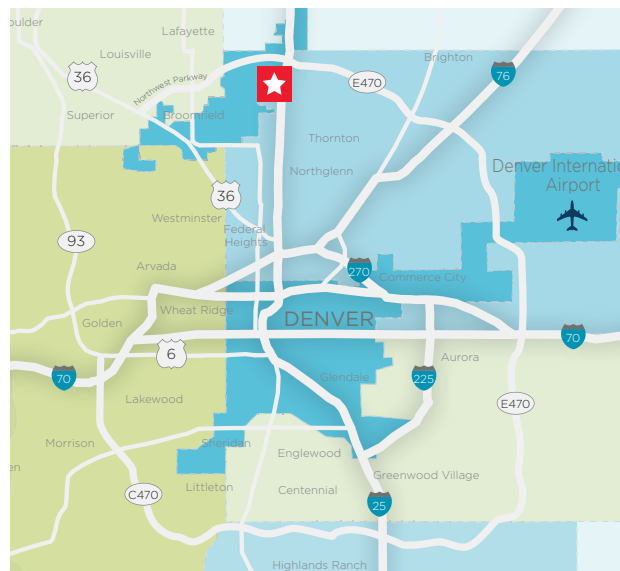 oulder
Lafayette
Louisville
Brighton
36
E470
76
Northwest Parkway
Superior
Broomfield
Thornton
Northglenn
Denver Internatio
Airport
36
Westminster
Federal
Heights
93
Arvada
270
Commerce City
Wheat Ridge
DENVER
Golden
6
70
Aurora
70
Glendale
225
Lakewood
E470
Morrison
Sheridan
Englewood
en
Greenwood Village
Littleton
Centennial
C470
25
Highlands Ranch